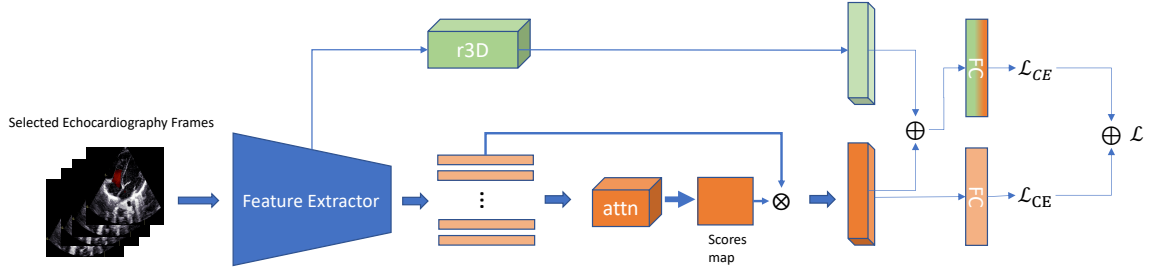 r3D
FC
ℒ_CE
Selected Echocardiography Frames
⊕
⊕ ℒ
Feature Extractor
⋮
attn
⊗
FC
ℒ_CE
Scores
map